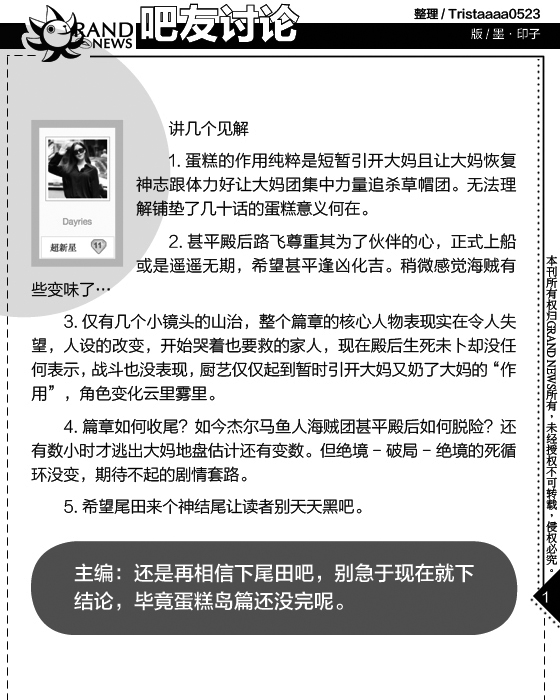 RAND
NEWS
吧友讨论
整理 / Tristaaaa0523
版 / 墨 · 印子
讲几个见解
Dayries
超新星 11
1. 蛋糕的作用纯粹是短暂引开大妈且让大妈恢复
神志跟体力好让大妈团集中力量追杀草帽团。无法理
解铺垫了几十话的蛋糕意义何在。
2. 甚平殿后路飞尊重其为了伙伴的心，正式上船
或是遥遥无期，希望甚平逢凶化吉。稍微感觉海贼有
些变味了…
3. 仅有几个小镜头的山治，整个篇章的核心人物表现实在令人失
望，人设的改变，开始哭着也要救的家人，现在殿后生死未卜却没任
何表示，战斗也没表现，厨艺仅仅起到暂时引开大妈又奶了大妈的“作
用”，角色变化云里雾里。
4. 篇章如何收尾？如今杰尔马鱼人海贼团甚平殿后如何脱险？还
有数小时才逃出大妈地盘估计还有变数。但绝境 – 破局 – 绝境的死循
环没变，期待不起的剧情套路。
5. 希望尾田来个神结尾让读者别天天黑吧。
主编：还是再相信下尾田吧，别急于现在就下
结论，毕竟蛋糕岛篇还没完呢。
本刊所有权归GRAND NEWS所有，未经授权不可转载，侵权必究。
1